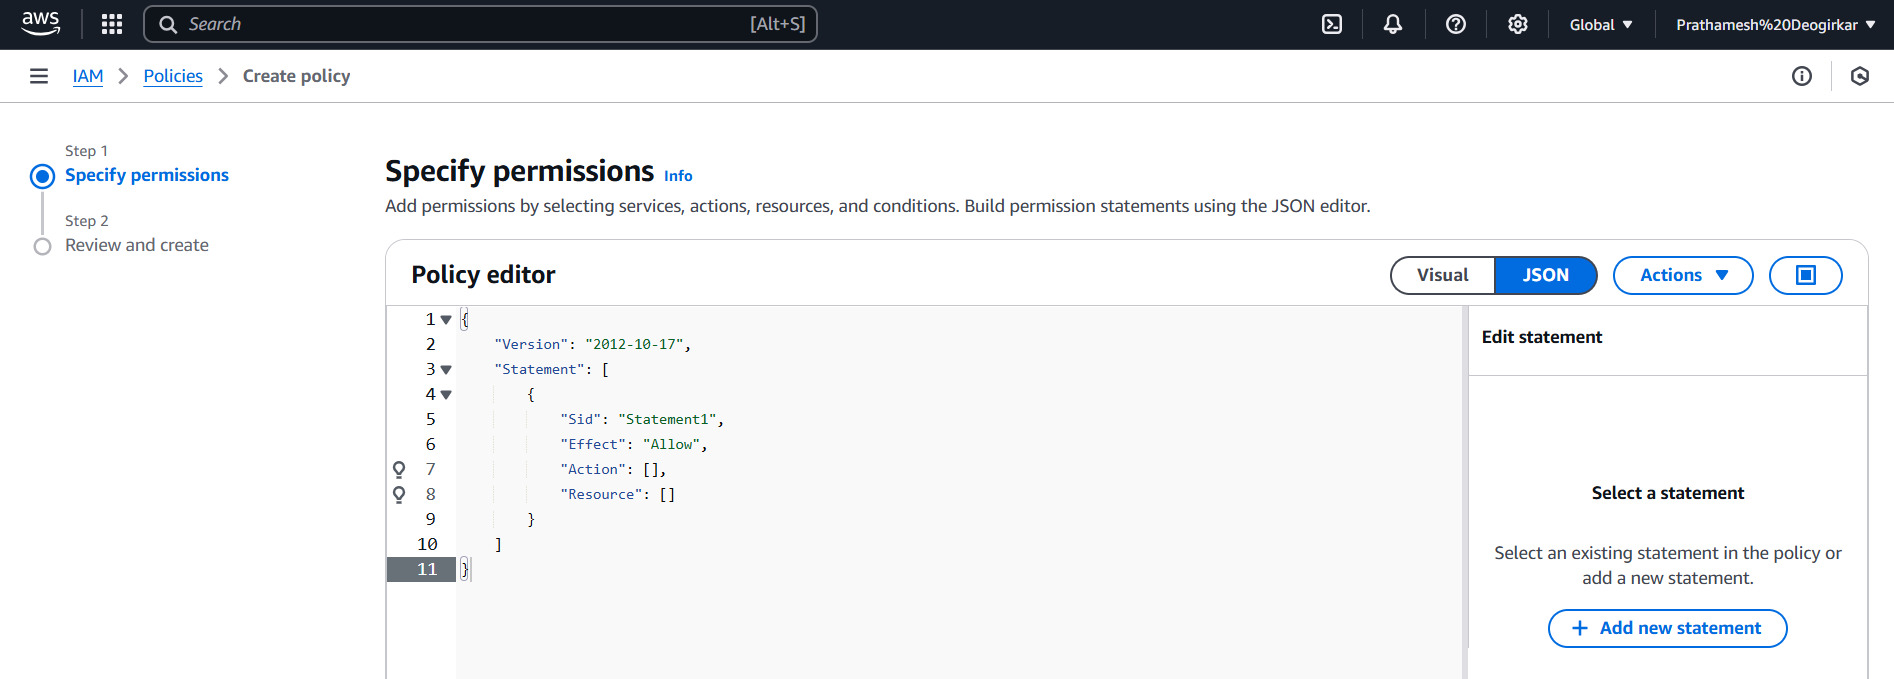 aws
Search [Alt+S]
Global
Prathamesh%20Deogirkar
IAM
Policies
Create policy
Step 1
Specify permissions
Step 2
Review and create
Specify permissions Info
Add permissions by selecting services, actions, resources, and conditions. Build permission statements using the JSON editor.
Policy editor
Visual
JSON
Actions
1 {
2 "Version": "2012-10-17",
3 "Statement": [
4 {
5 "Sid": "Statement1",
6 "Effect": "Allow",
7 "Action": [],
8 "Resource": []
9 }
10 ]
11 }
Edit statement
Select a statement
Select an existing statement in the policy or
add a new statement.
+ Add new statement